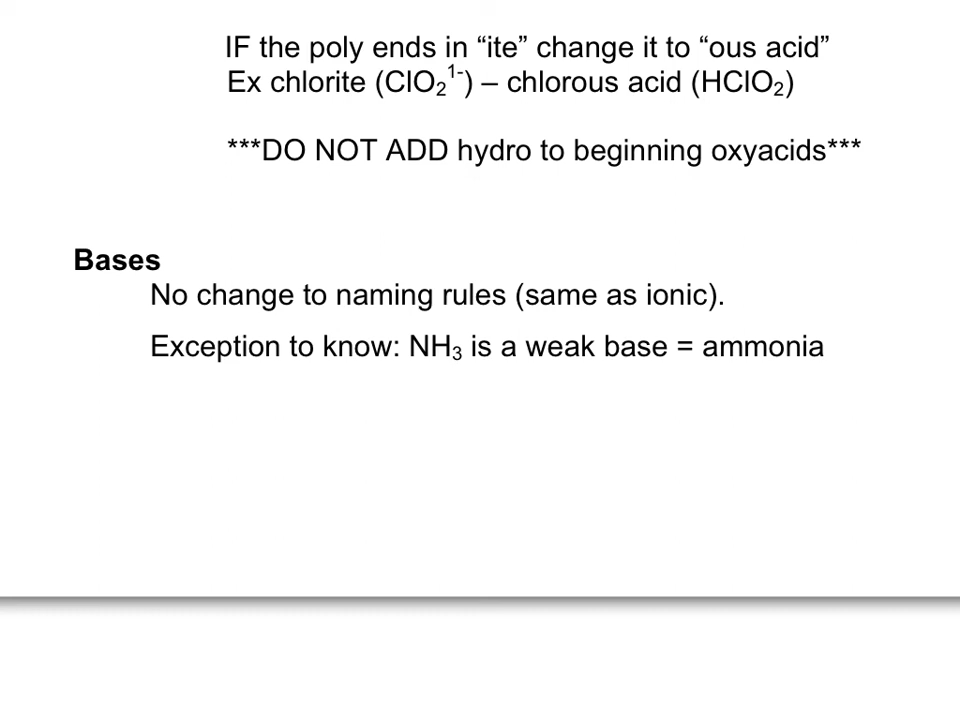 IF the poly ends in “ite” change it to “ous acid”
Ex chlorite (ClO₂¹⁻) – chlorous acid (HClO₂)
***DO NOT ADD hydro to beginning oxyacids***
Bases
No change to naming rules (same as ionic).
Exception to know: NH₃ is a weak base = ammonia